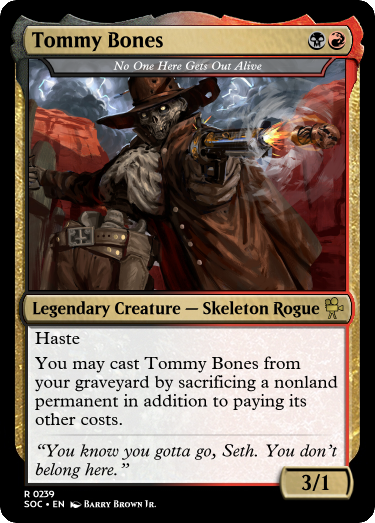 Tommy Bones
No One Here Gets Out Alive
Legendary Creature — Skeleton Rogue
Haste
You may cast Tommy Bones from
your graveyard by sacrificing a nonland
permanent in addition to paying its
other costs.
“You know you gotta go, Seth. You don’t
belong here.”
3/1
R 0239
SOC • EN Barry Brown Jr.